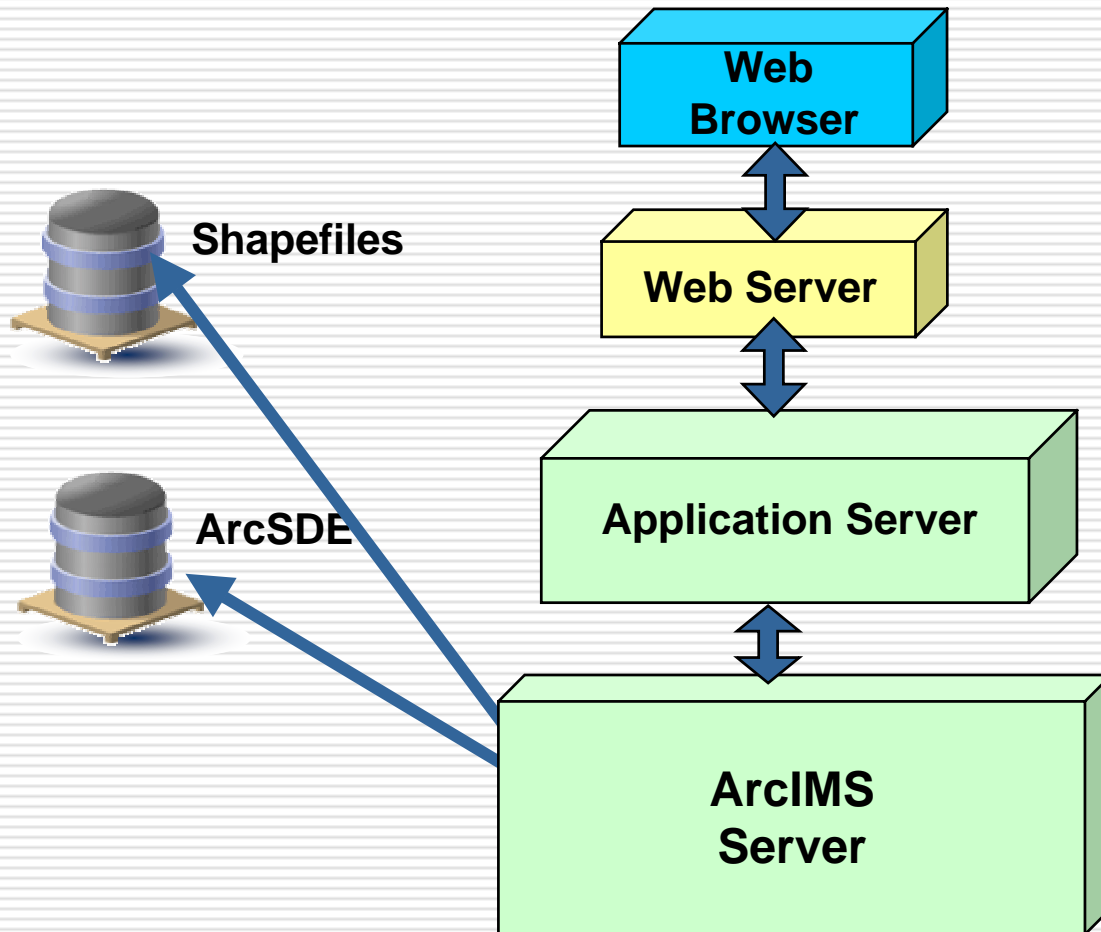 Web
Browser
Shapefiles
Web Server
ArcSDE
Application Server
ArcIMS
Server